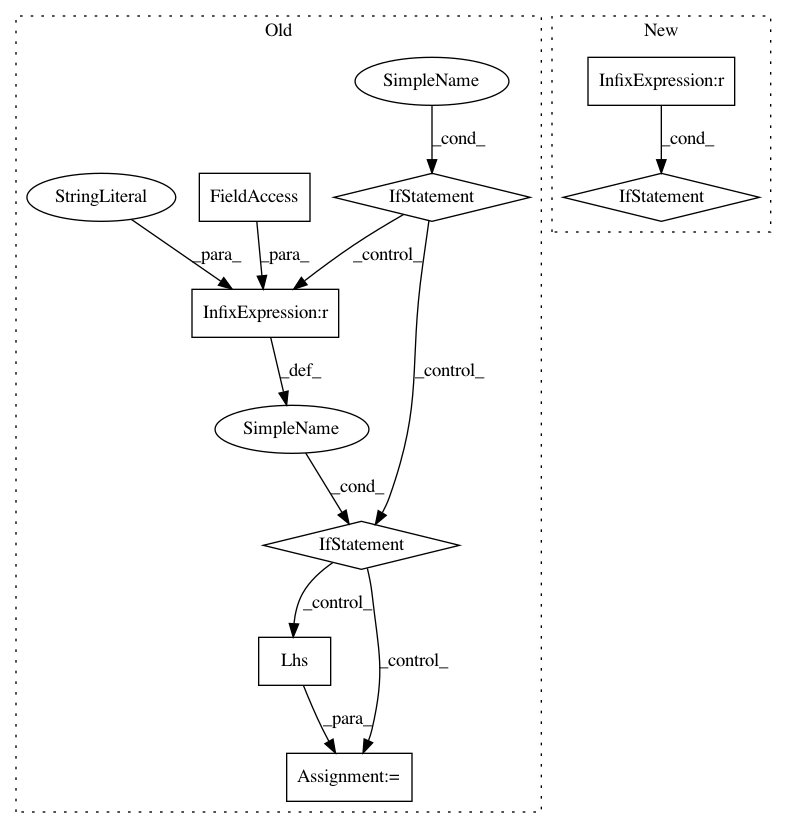 Old
New
SimpleName
InfixExpression:r
_cond_
_cond_
StringLiteral
FieldAccess
IfStatement
IfStatement
_para_
_para_
_control_
InfixExpression:r
_def_
_control_
SimpleName
_cond_
IfStatement
_control_
_control_
Lhs
_para_
Assignment:=